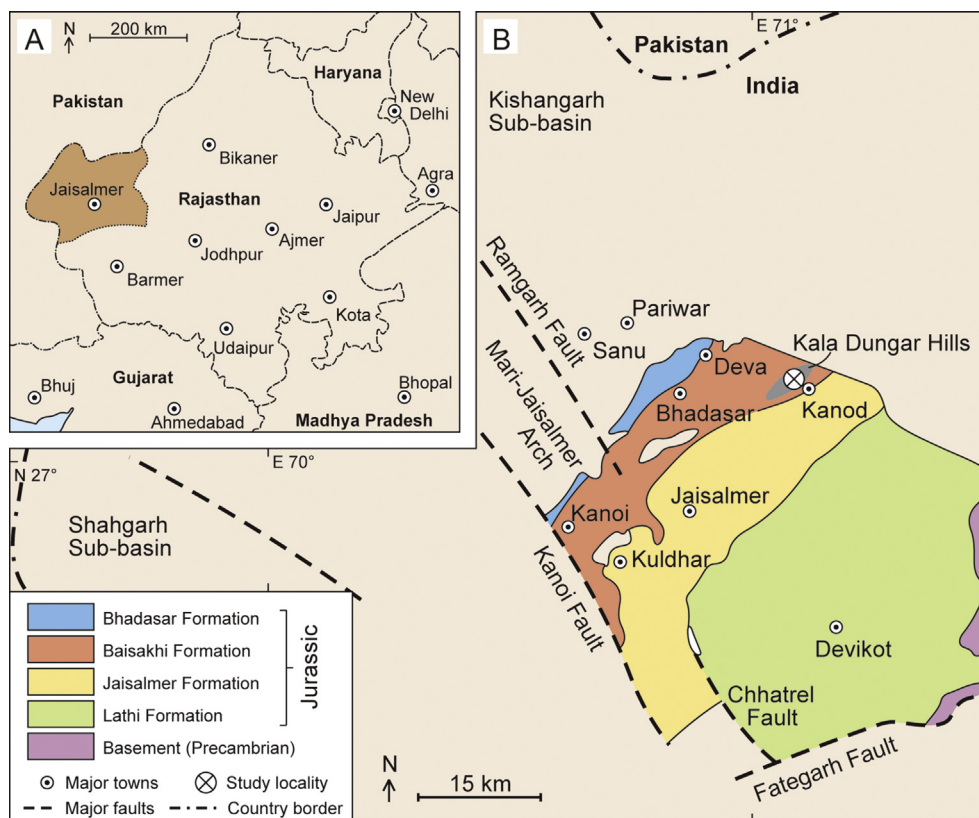 A
N
200 km
Haryana
Pakistan
New
Delhi
Bikaner
Jaisalmer
Rajasthan
Agra
Jaipur
Ajmer
Jodhpur
Barmer
Kota
Udaipur
Gujarat
Bhuj
Bhopal
Ahmedabad
Madhya Pradesh
B
E 71°
Pakistan
India
Kishangarh
Sub-basin
Ramgarh Fault
Pariwar
Sanu
Kala Dungar Hills
Deva
Mari-Jaisalmer
Arch
Bhadasar
Kanod
N 27°
E 70°
Jaisalmer
Kanoi
Shahgarh
Sub-basin
Kuldhar
Kanoi Fault
Devikot
Chhatrel
Fault
Fategarh Fault
Bhadasar Formation
Baisakhi Formation
Jaisalmer Formation
Lathi Formation
Jurassic
Basement (Precambrian)
Major towns
Study locality
Major faults
Country border
N
15 km